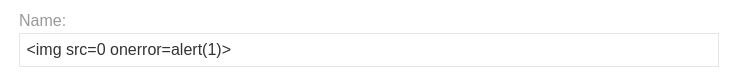 Name:
<img src=0 onerror=alert(1)>